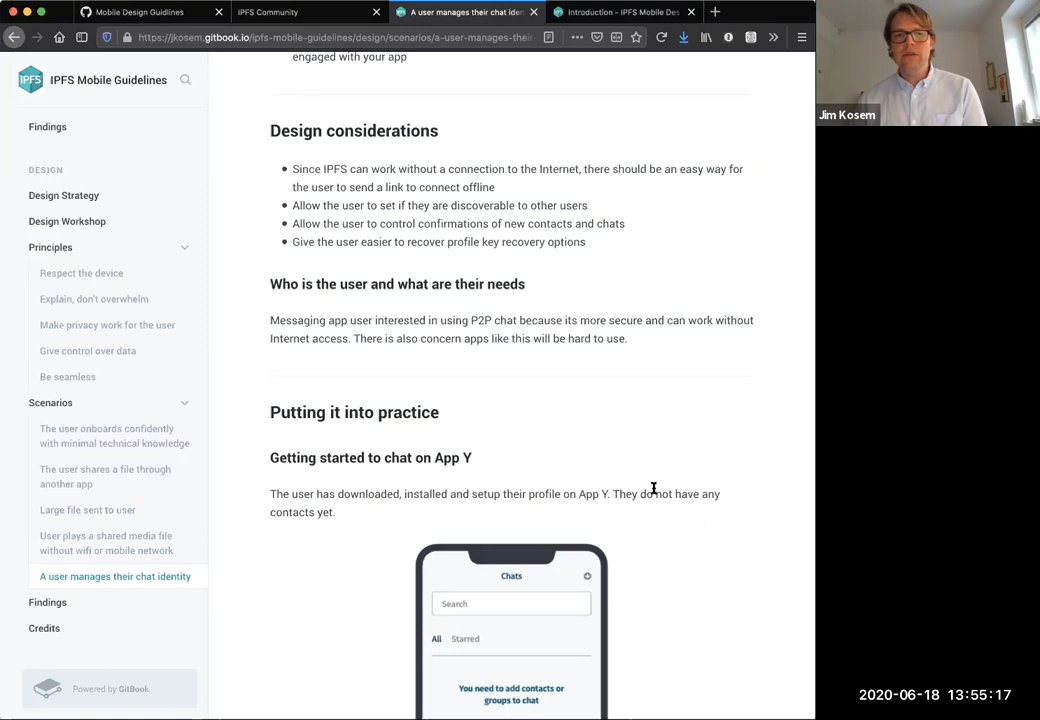 Mobile Design Guidlines
IPFS Community
A user manages their chat iden
Introduction - IPFS Mobile Des
https://jkosem.gitbook.io/ipfs-mobile-guidelines/design/scenarios/a-user-manages-their
IPFS
IPFS Mobile Guidelines
Findings
DESIGN
Design Strategy
Design Workshop
Principles
Respect the device
Explain, don't overwhelm
Make privacy work for the user
Give control over data
Be seamless
Scenarios
The user onboards confidently
with minimal technical knowledge
The user shares a file through
another app
Large file sent to user
User plays a shared media file
without wifi or mobile network
A user manages their chat identity
Findings
Credits
Powered by GitBook
engaged with your app
Design considerations
Since IPFS can work without a connection to the Internet, there should be an easy way for
the user to send a link to connect offline
Allow the user to set if they are discoverable to other users
Allow the user to control confirmations of new contacts and chats
Give the user easier to recover profile key recovery options
Who is the user and what are their needs
Messaging app user interested in using P2P chat because its more secure and can work without
Internet access. There is also concern apps like this will be hard to use.
Putting it into practice
Getting started to chat on App Y
The user has downloaded, installed and setup their profile on App Y. They do not have any
contacts yet.
Chats
Search
All Starred
You need to add contacts or
groups to chat
Jim Kosem
2020-06-18 13:55:17